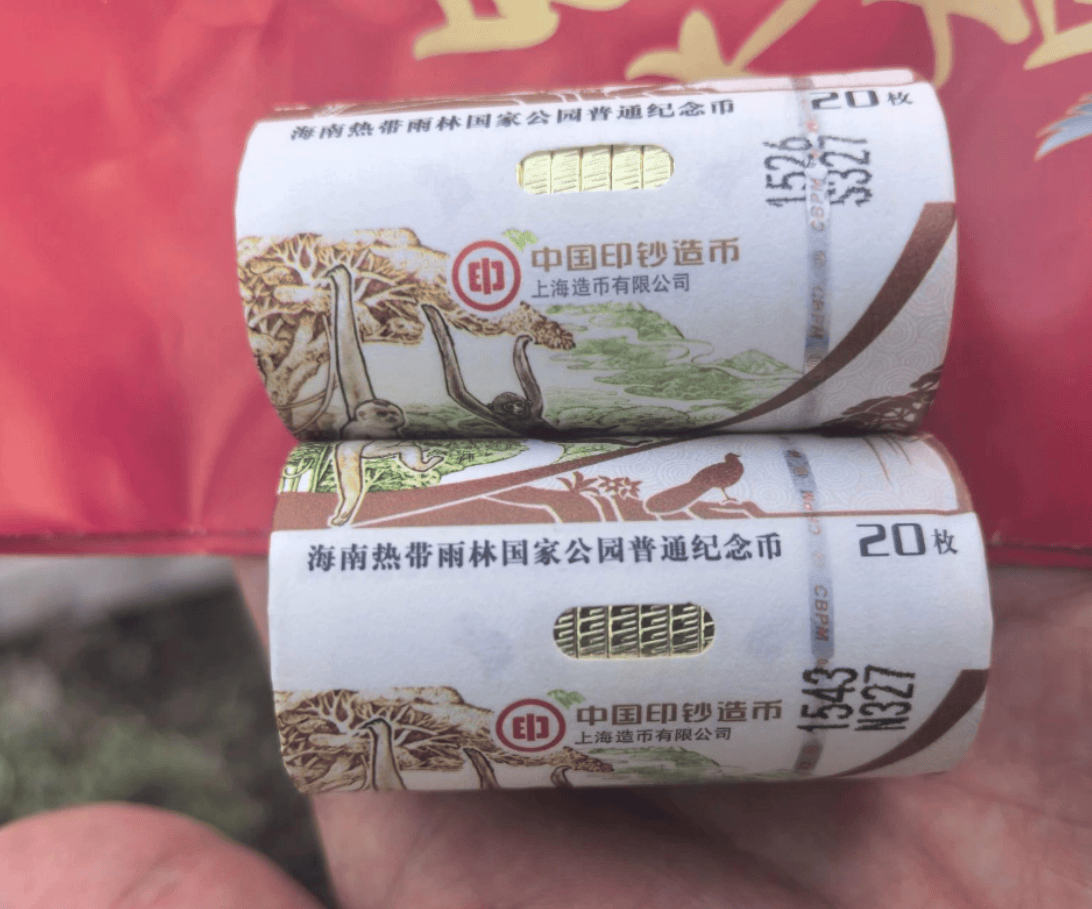 海南热带雨林国家公园普通纪念币
20枚
1526
S327
CBPM
CBPM
印
中国印钞造币
上海造币有限公司
海南热带雨林国家公园普通纪念币
20枚
CBPM
1543
N327
印
中国印钞造币
上海造币有限公司